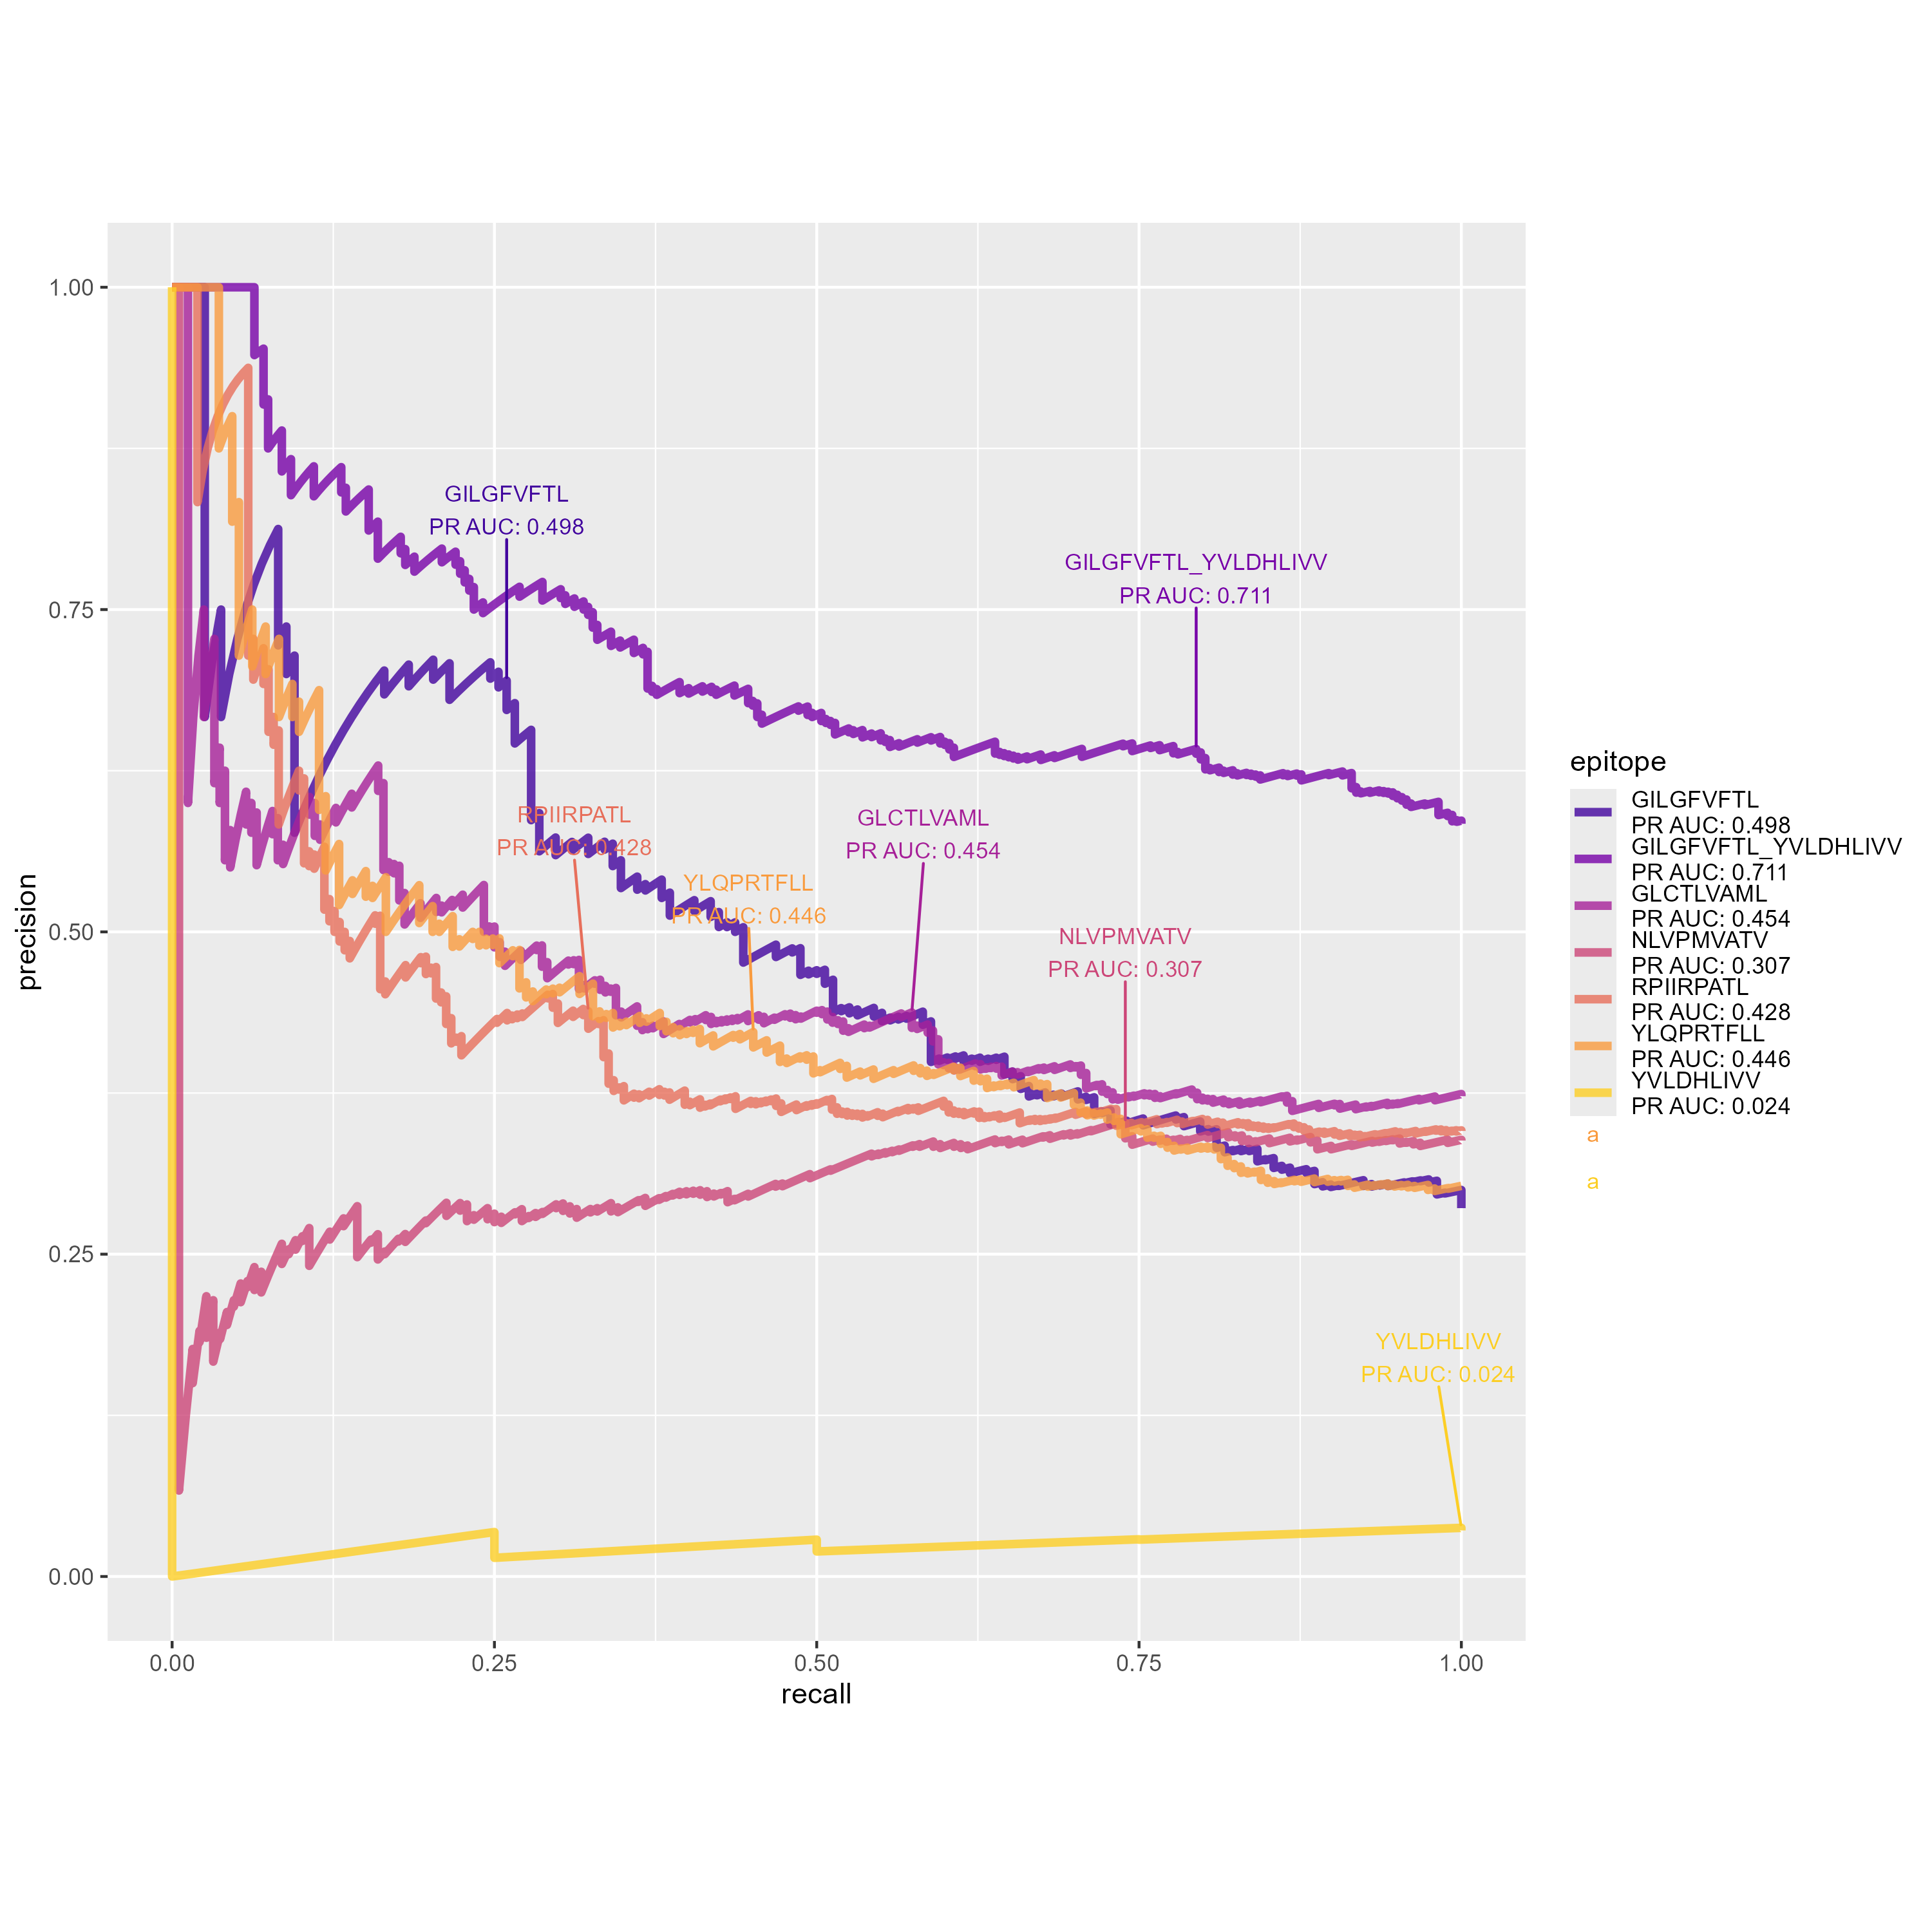 1.00
0.75
0.50
0.25
0.00
precision
GILGFVFTL
PR AUC: 0.498
GILGFVFTL_YVLDHLIVV
PR AUC: 0.711
RPIIRPATL
PR AUC: 0.428
GLCTLVAML
PR AUC: 0.454
YLQPRTFLL
PR AUC: 0.446
NLVPMVATV
PR AUC: 0.307
YVLDHLIVV
PR AUC: 0.024
0.00 0.25 0.50 0.75 1.00
recall
epitope
GILGFVFTL
PR AUC: 0.498
GILGFVFTL_YVLDHLIVV
PR AUC: 0.711
GLCTLVAML
PR AUC: 0.454
NLVPMVATV
PR AUC: 0.307
RPIIRPATL
PR AUC: 0.428
YLQPRTFLL
PR AUC: 0.446
YVLDHLIVV
PR AUC: 0.024
a
a